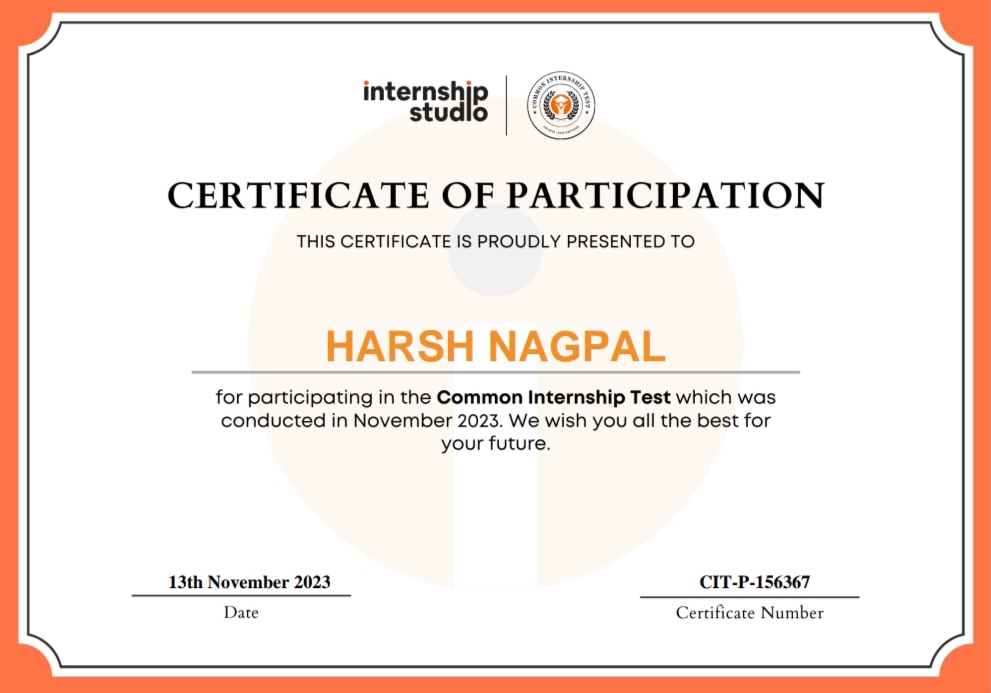 internship
studio
COMMON INTERNSHIP TEST
CERTIFICATE OF PARTICIPATION
THIS CERTIFICATE IS PROUDLY PRESENTED TO
HARSH NAGPAL
for participating in the Common Internship Test which was
conducted in November 2023. We wish you all the best for
your future.
13th November 2023
CIT-P-156367
Date
Certificate Number